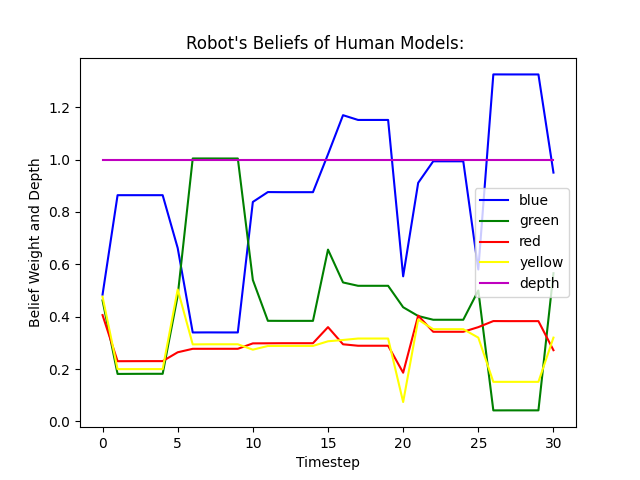 Robot's Beliefs of Human Models:
Belief Weight and Depth
1.2
1.0
0.8
0.6
0.4
0.2
0.0
blue
green
red
yellow
depth
0 5 10 15 20 25 30
Timestep